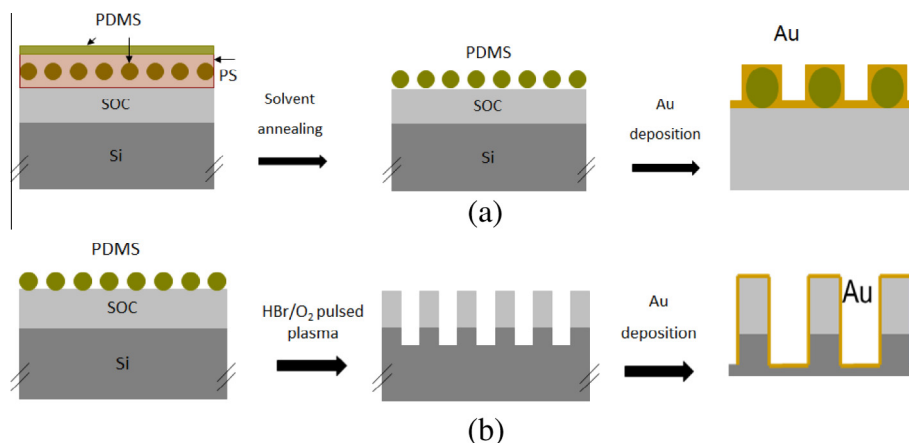 PDMS
PS
SOC
Si
Solvent
annealing
PDMS
SOC
Si
Au
deposition
Au
(a)
PDMS
SOC
Si
HBr/O₂ pulsed
plasma
Au
deposition
Au
(b)